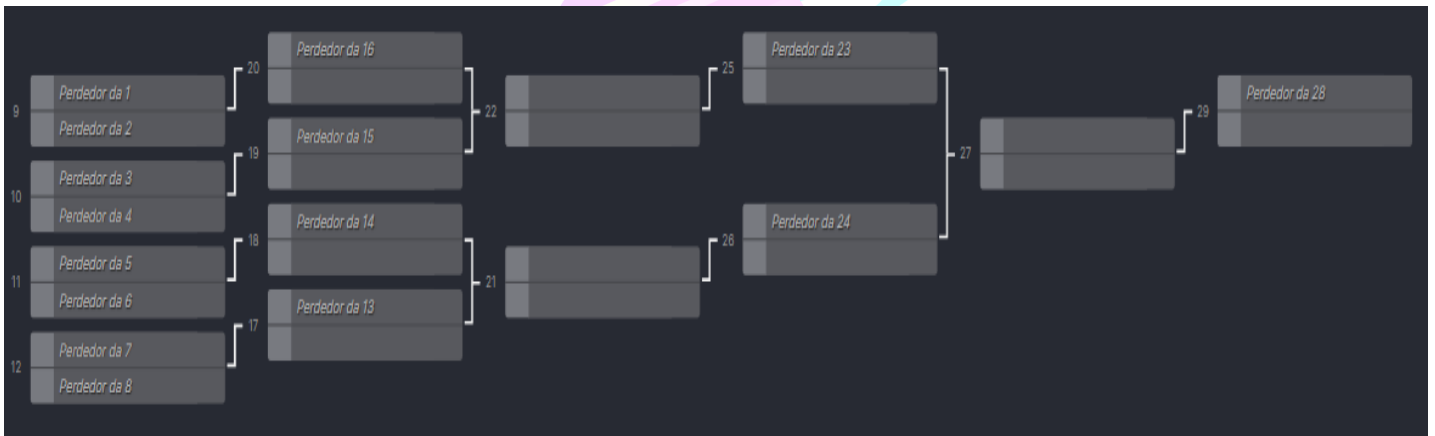 9
Perdedor da 1
Perdedor da 2
10
Perdedor da 3
Perdedor da 4
11
Perdedor da 5
Perdedor da 6
12
Perdedor da 7
Perdedor da 8
20
Perdedor da 16
19
Perdedor da 15
18
Perdedor da 14
17
Perdedor da 13
22
21
25
Perdedor da 23
26
Perdedor da 24
27
29
Perdedor da 28